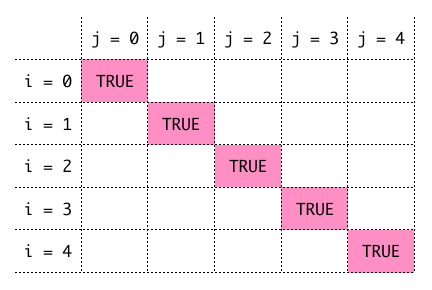 j = 0 j = 1 j = 2 j = 3 j = 4
i = 0 TRUE
i = 1 TRUE
i = 2 TRUE
i = 3 TRUE
i = 4 TRUE